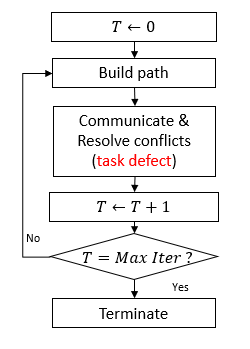 T ← 0
Build path
Communicate &
Resolve conflicts
(task defect)
T ← T + 1
T = Max Iter ?
No
Yes
Terminate